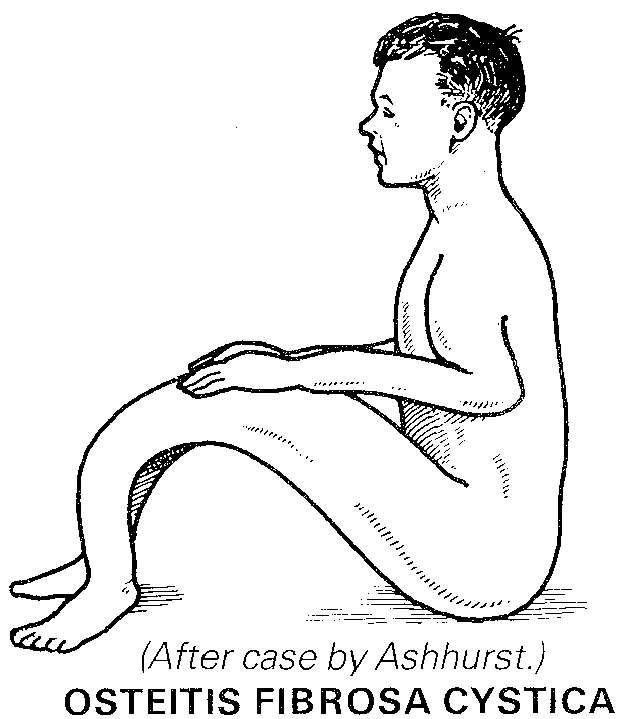 (After case by Ashhurst.)
OSTEITIS FIBROSA CYSTICA